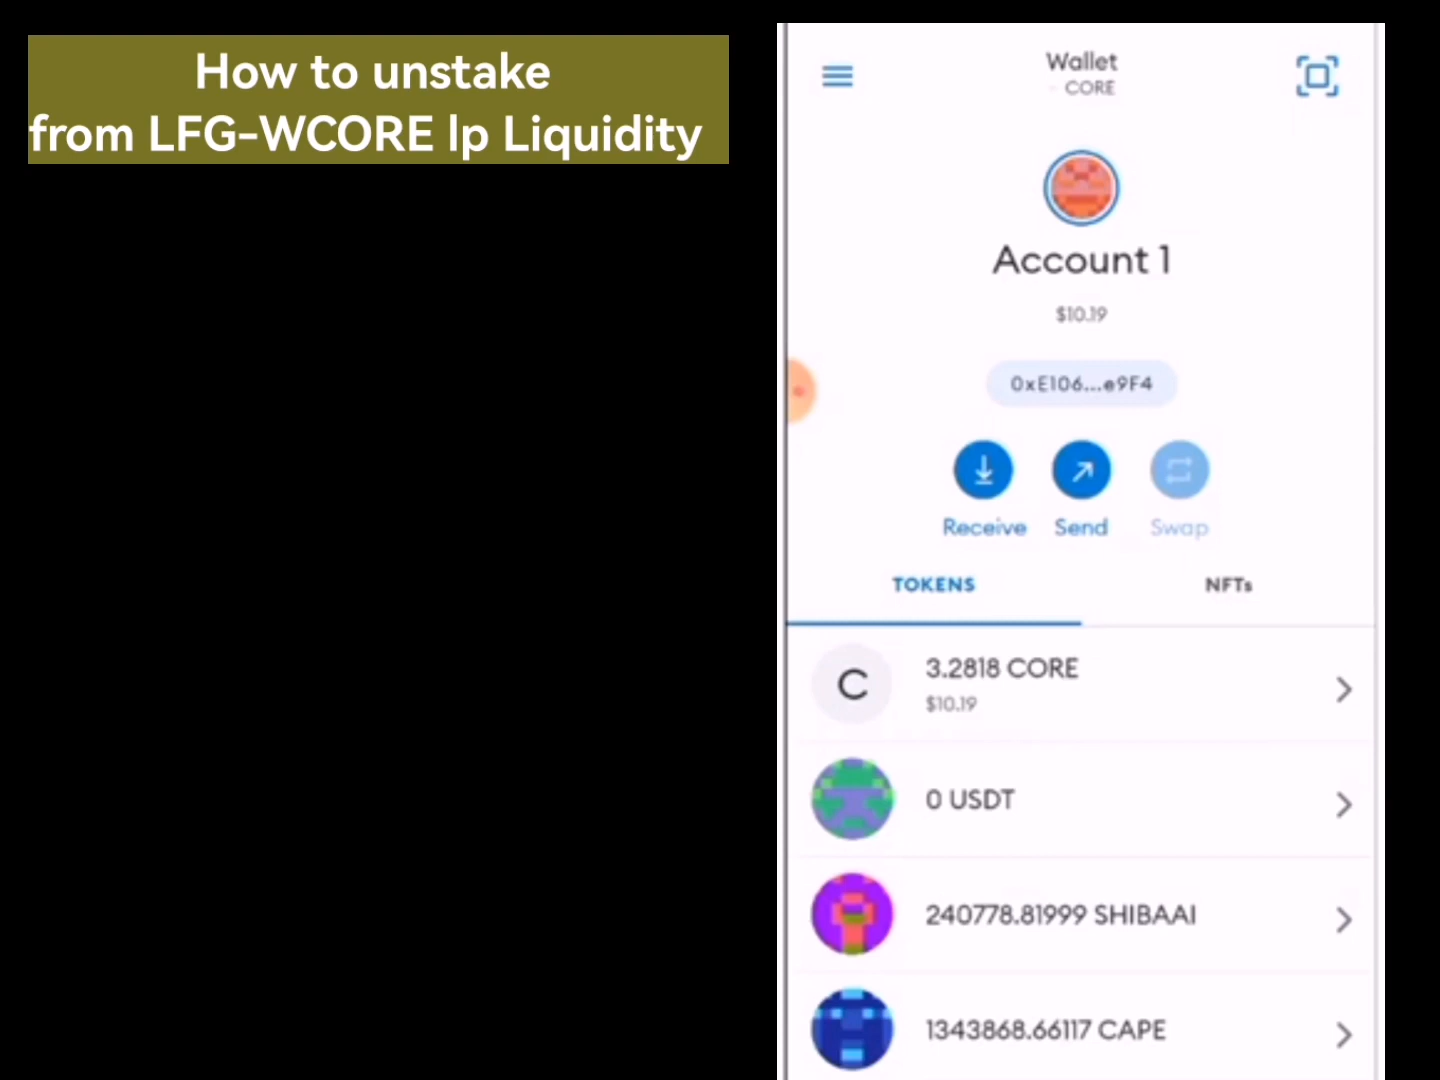 How to unstake
from LFG-WCORE lp Liquidity
Wallet
CORE
Account 1
$10.19
0xE106...e9F4
Receive Send Swap
TOKENS NFTs
C
3.2818 CORE
$10.19
0 USDT
240778.81999 SHIBAAI
1343868.66117 CAPE